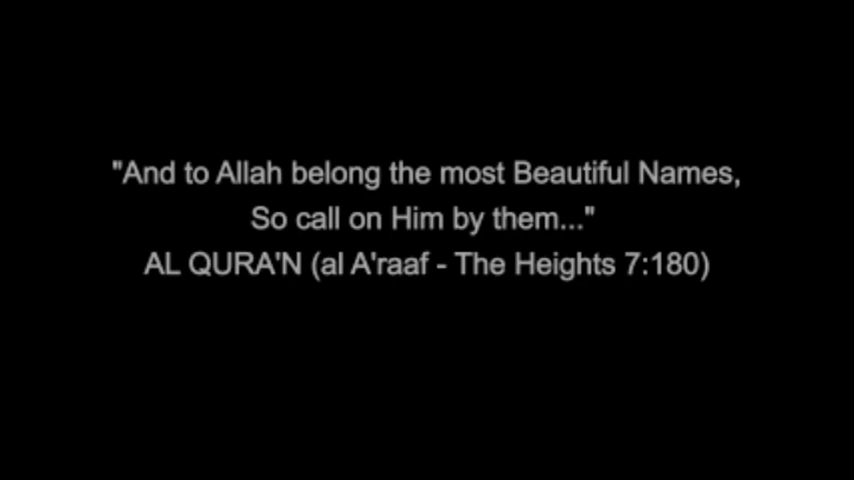 "And to Allah belong the most Beautiful Names,
So call on Him by them..."
AL QURA'N (al A'raaf - The Heights 7:180)